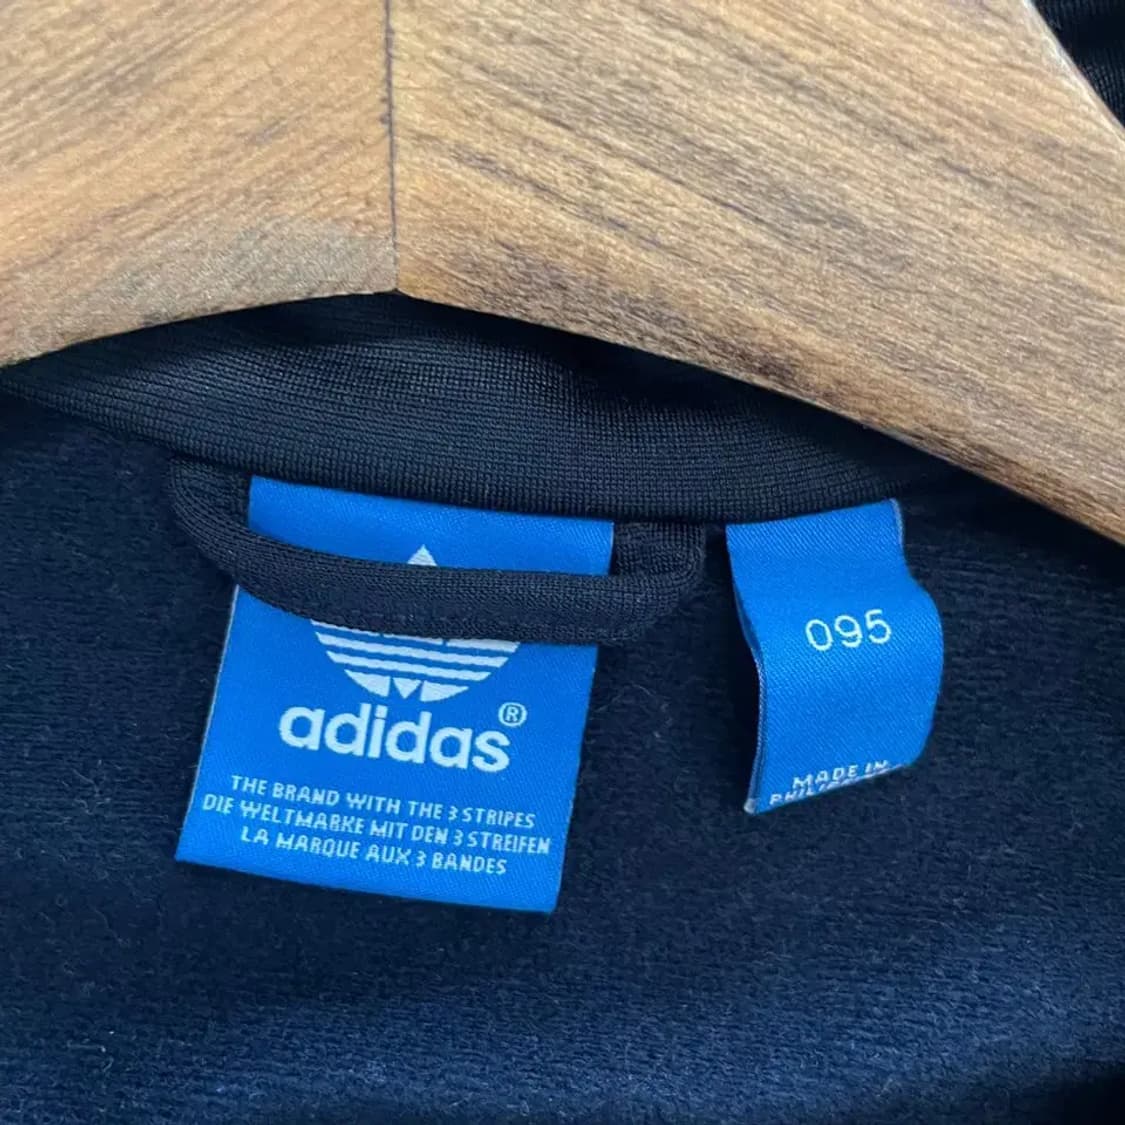 adidas®
THE BRAND WITH THE 3 STRIPES
DIE WELTMARKE MIT DEN 3 STREIFEN
LA MARQUE AUX 3 BANDES
095
MADE IN